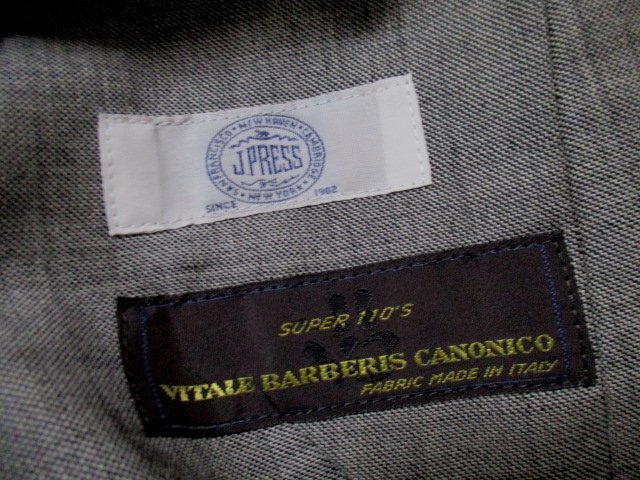 NEW HAVEN • CAMBRIDGE • NEW YORK • SAN FRANCISCO
J.PRESS
SINCE 1902
SUPER 110'S
VITALE BARBERIS CANONICO
FABRIC MADE IN ITALY